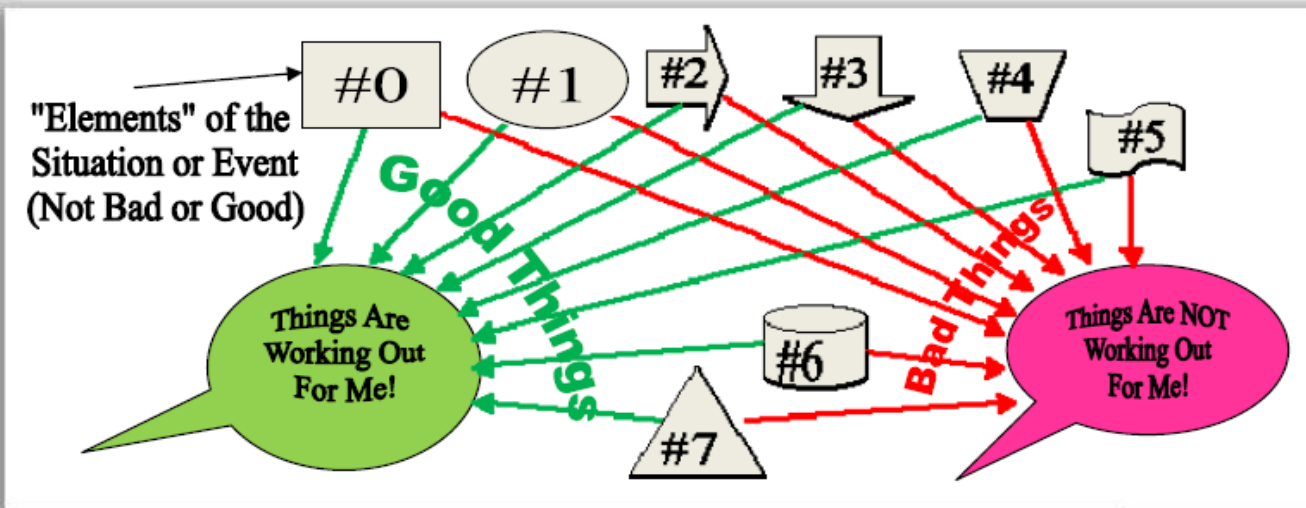 #0
#1
#2
#3
#4
#5
"Elements" of the
Situation or Event
(Not Bad or Good)
Good Things
Bad Things
Things Are
Working Out
For Me!
#6
#7
Things Are NOT
Working Out
For Me!